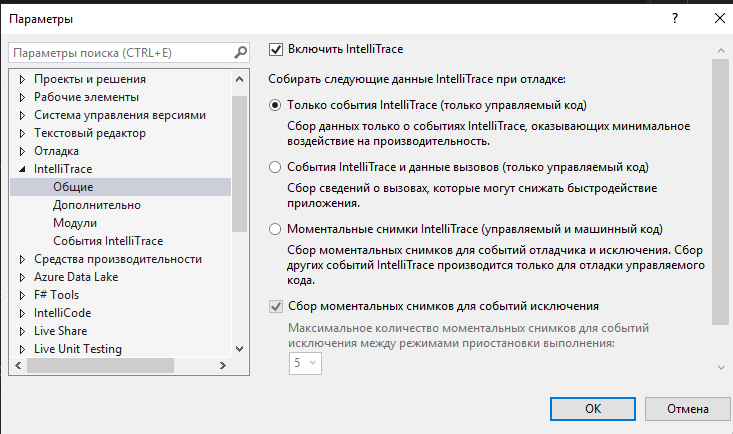 Параметры
Параметры поиска (CTRL+E)
Проекты и решения
Рабочие элементы
Система управления версиями
Текстовый редактор
Отладка
IntelliTrace
Общие
Дополнительно
Модули
События IntelliTrace
Средства производительности
Azure Data Lake
F# Tools
IntelliCode
Live Share
Live Unit Testing
Включить IntelliTrace
Собирать следующие данные IntelliTrace при отладке:
Только события IntelliTrace (только управляемый код)
Сбор данных только о событиях IntelliTrace, оказывающих минимальное
воздействие на производительность.
События IntelliTrace и данные вызовов (только управляемый код)
Сбор сведений о вызовах, которые могут снижать быстродействие
приложения.
Моментальные снимки IntelliTrace (управляемый и машинный код)
Сбор моментальных снимков для событий отладчика и исключения. Сбор
других событий IntelliTrace производится только для отладки управляемого
кода.
Сбор моментальных снимков для событий исключения
Максимальное количество моментальных снимков для событий
исключения между режимами приостановки выполнения:
5
OK
Отмена